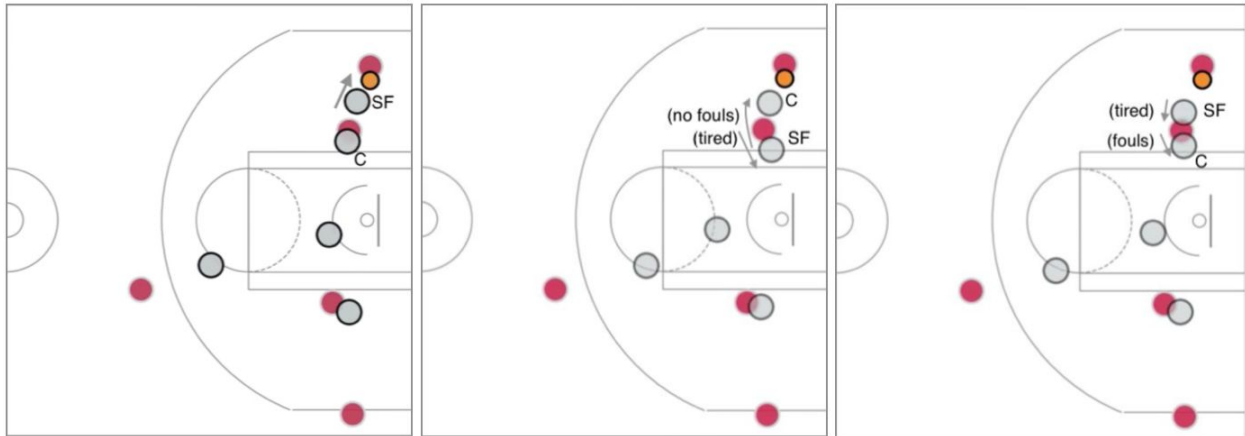 SF
C
C
(no fouls)
(tired)
SF
(tired)
SF
(fouls)
C